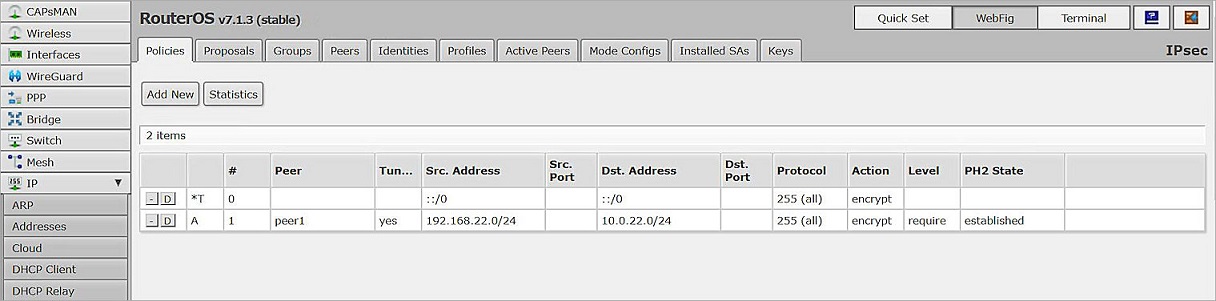 CAPsMAN
Wireless
Interfaces
WireGuard
PPP
Bridge
Switch
Mesh
IP ▼
ARP
Addresses
Cloud
DHCP Client
DHCP Relay
RouterOS v7.1.3 (stable)
Quick Set WebFig Terminal
Policies Proposals Groups Peers Identities Profiles Active Peers Mode Configs Installed SAs Keys IPsec
Add New Statistics
2 items
# Peer Tun... Src. Address Src. Port Dst. Address Dst. Port Protocol Action Level PH2 State
- D *T 0 ::/0 ::/0 255 (all) encrypt
- D A 1 peer1 yes 192.168.22.0/24 10.0.22.0/24 255 (all) encrypt require established